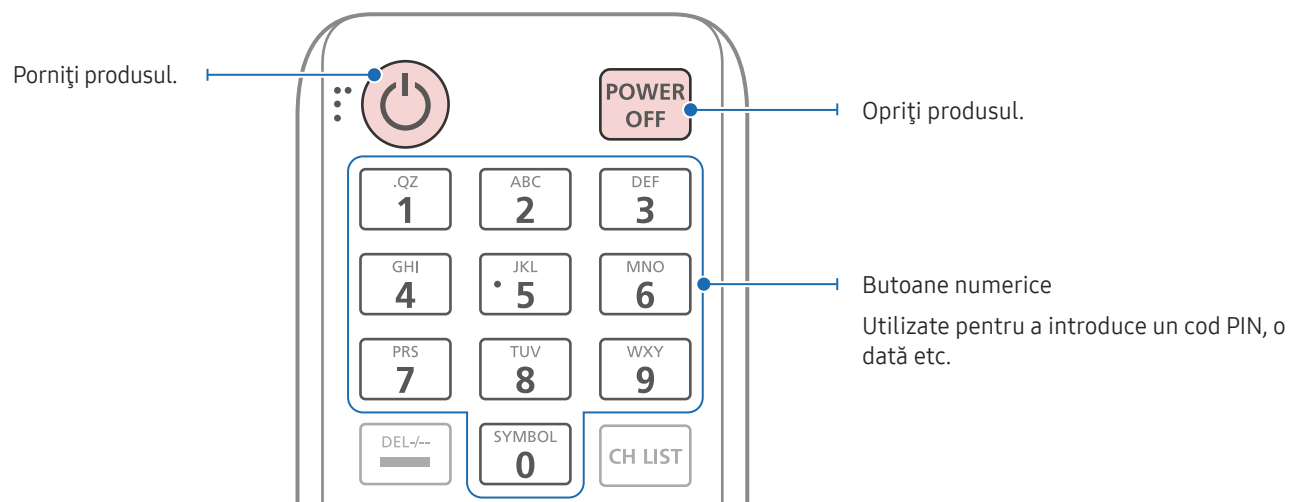 Porniţi produsul.
POWER
OFF
Opriţi produsul.
.QZ
1
ABC
2
DEF
3
GHI
4
JKL
5
MNO
6
Butoane numerice
Utilizate pentru a introduce un cod PIN, o
dată etc.
PRS
7
TUV
8
WXY
9
DEL-/--
SYMBOL
0
CH LIST